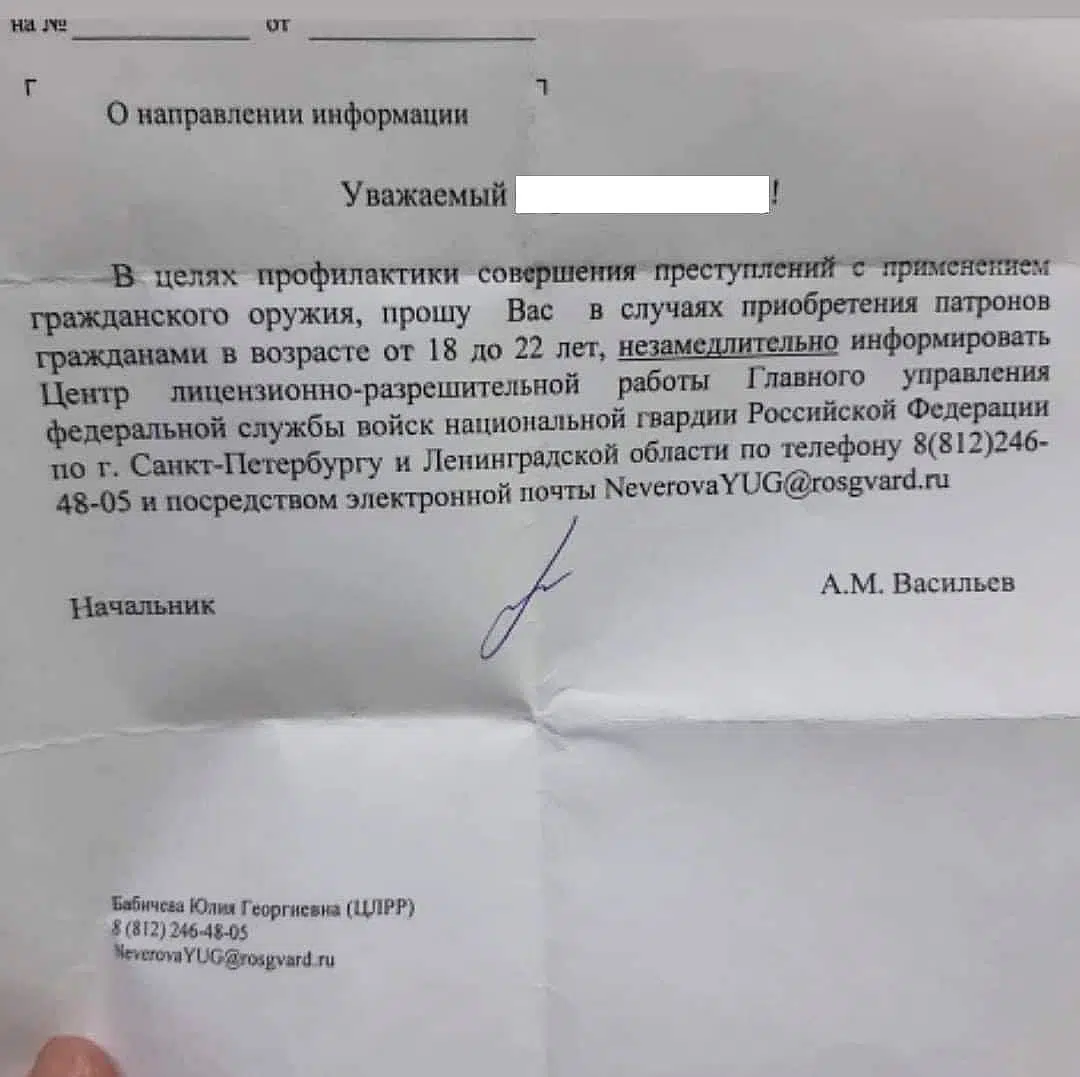 на № от
О направлении информации
Уважаемый !
В целях профилактики совершения преступлений с применением
гражданского оружия, прошу Вас в случаях приобретения патронов
гражданами в возрасте от 18 до 22 лет, незамедлительно информировать
Центр лицензионно-разрешительной работы Главного управления
федеральной службы войск национальной гвардии Российской Федерации
по г. Санкт-Петербургу и Ленинградской области по телефону 8(812)246-
48-05 и посредством электронной почты NeverovaYUG@rosgvard.ru
Начальник А.М. Васильев
Бабичева Юлия Георгиевна (ЦЛРР)
8 (812) 246-48-05
NeverovaYUG@rosgvard.ru